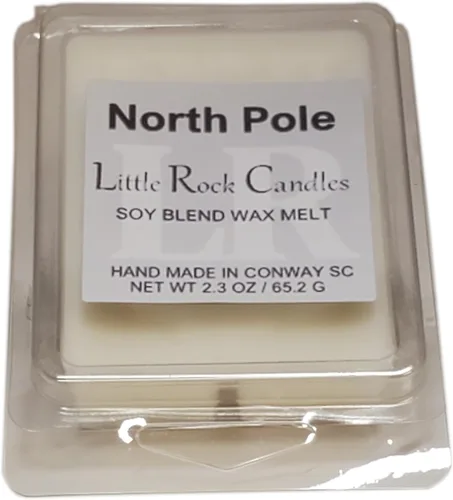 North Pole
LR
Little Rock Candles
SOY BLEND WAX MELT
HAND MADE IN CONWAY SC
NET WT 2.3 OZ / 65.2 G